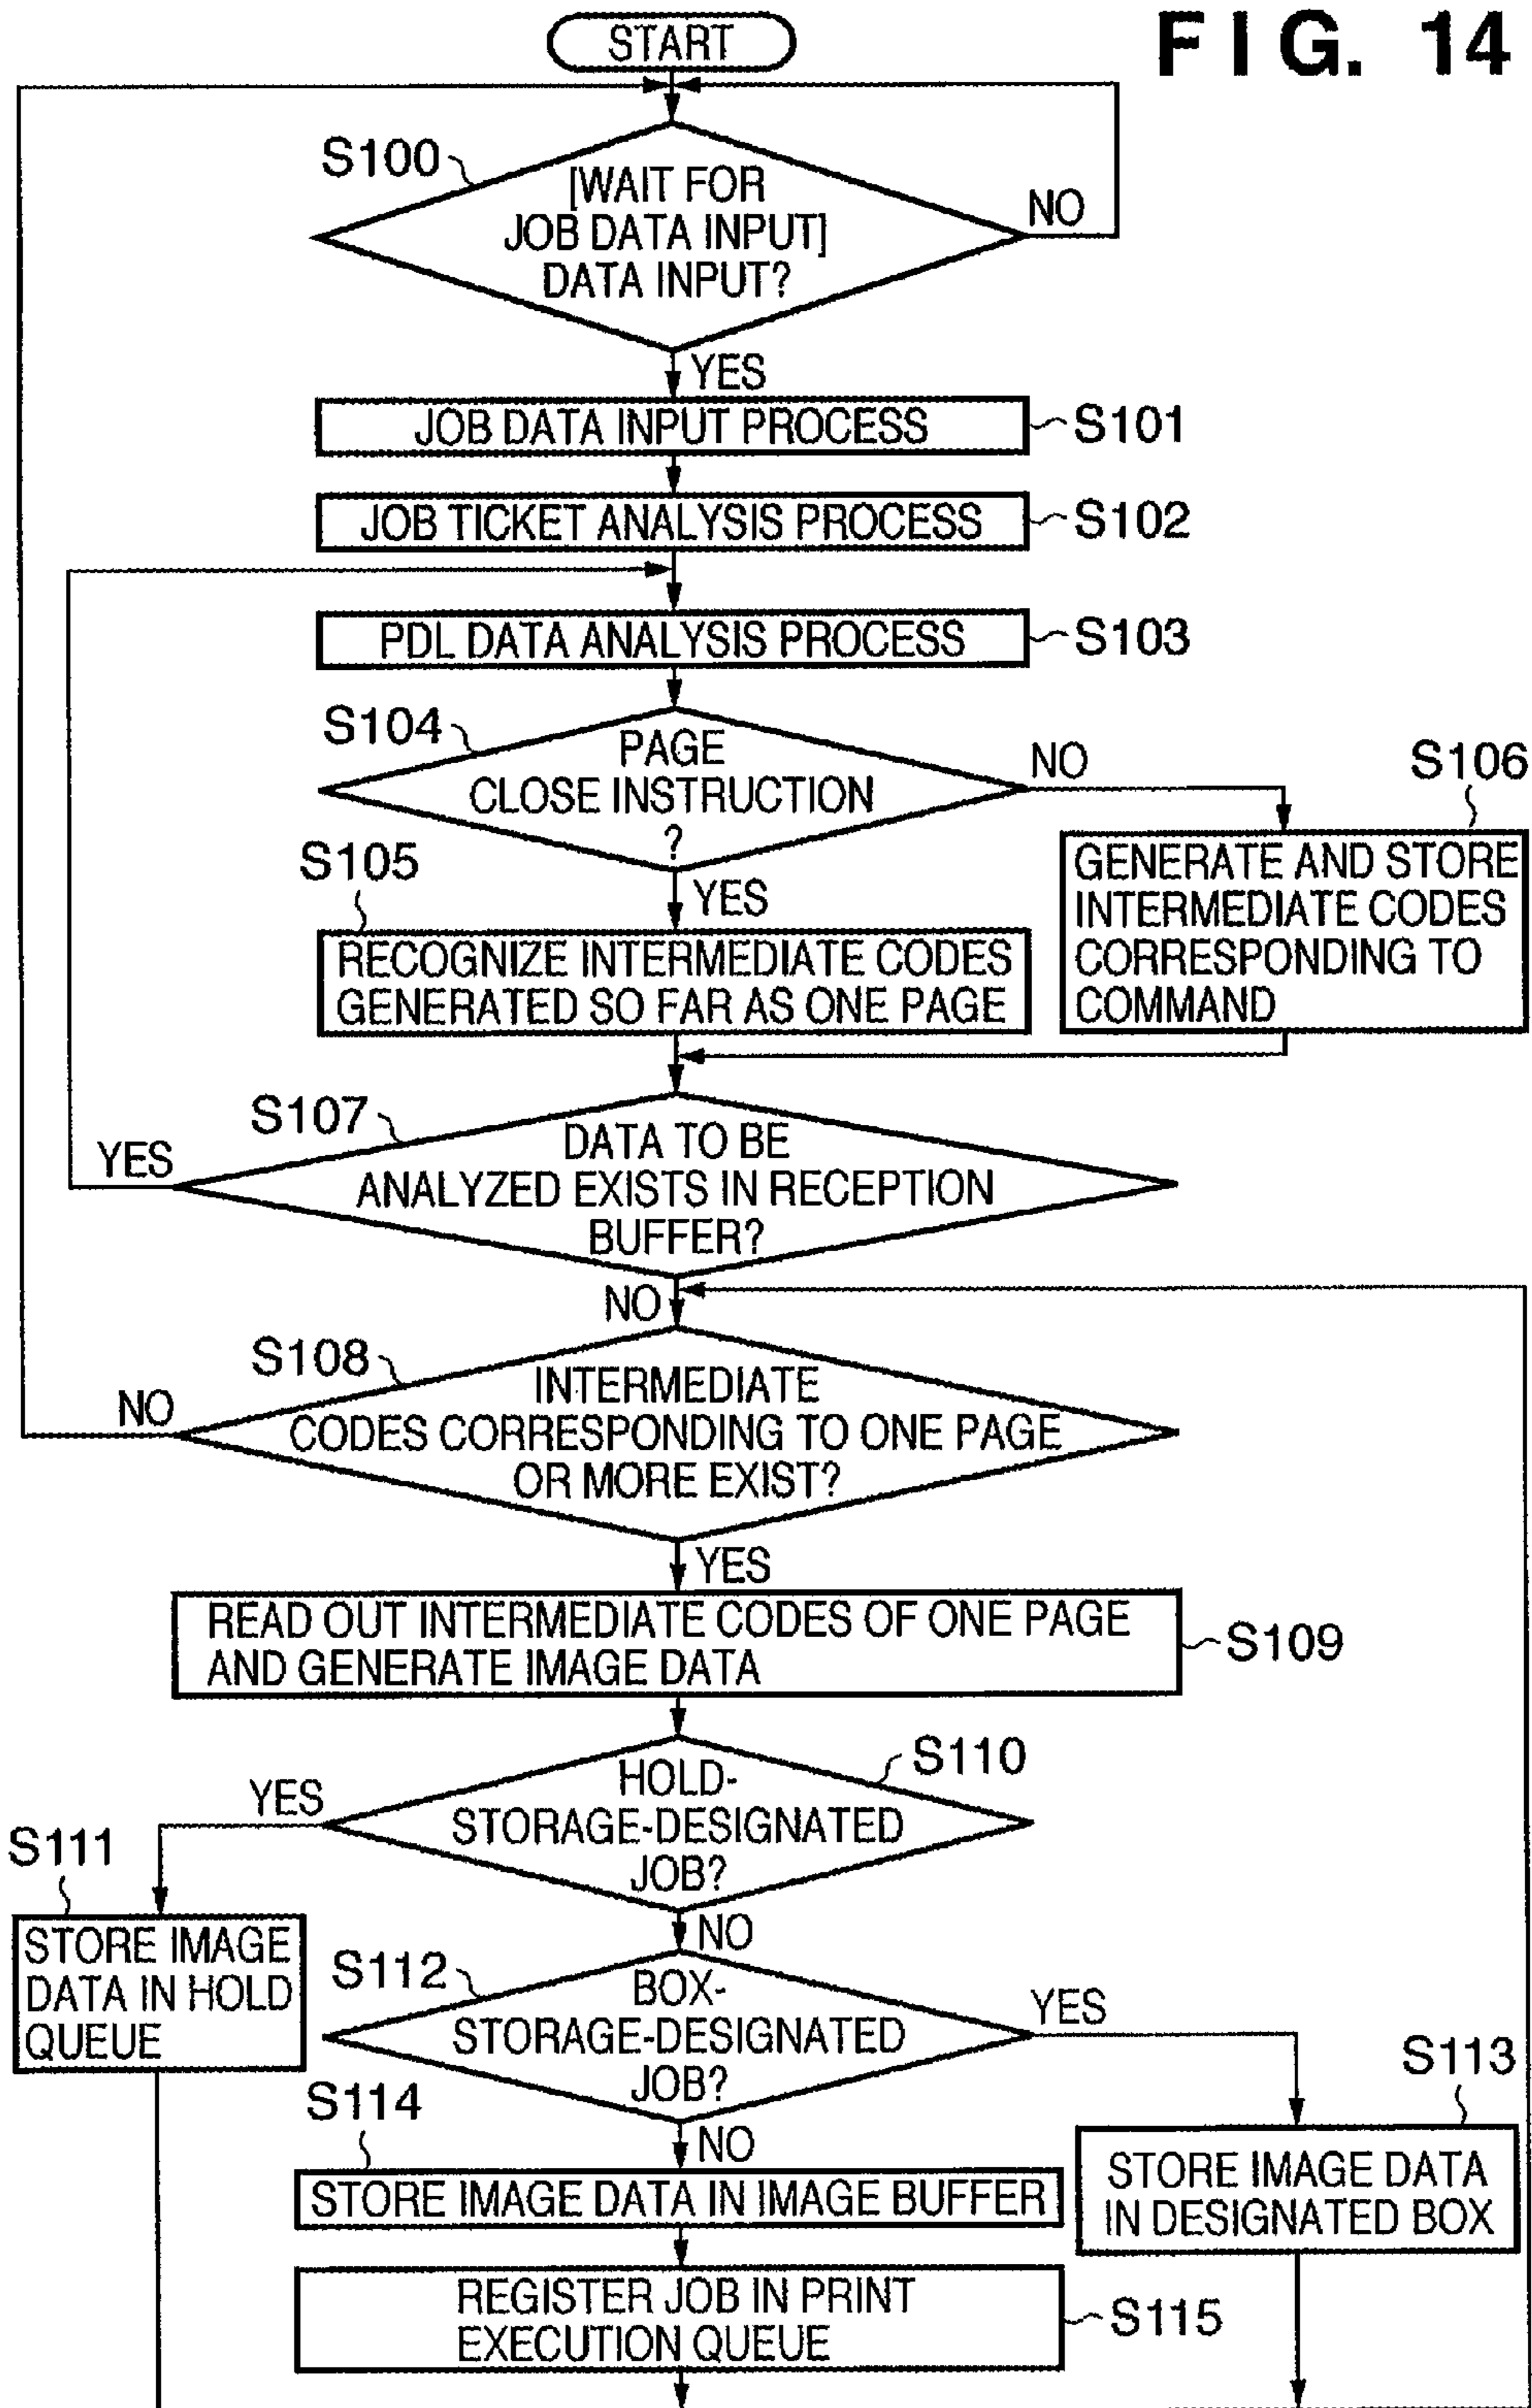 FIG. 14
START
S100
[WAIT FOR
JOB DATA INPUT]
DATA INPUT?
NO
YES
JOB DATA INPUT PROCESS
S101
JOB TICKET ANALYSIS PROCESS
S102
PDL DATA ANALYSIS PROCESS
S103
S104
PAGE
CLOSE INSTRUCTION
?
NO
S106
GENERATE AND STORE
INTERMEDIATE CODES
CORRESPONDING TO
COMMAND
YES
S105
RECOGNIZE INTERMEDIATE CODES
GENERATED SO FAR AS ONE PAGE
S107
DATA TO BE
ANALYZED EXISTS IN RECEPTION
BUFFER?
YES
NO
S108
INTERMEDIATE
CODES CORRESPONDING TO ONE PAGE
OR MORE EXIST?
NO
YES
READ OUT INTERMEDIATE CODES OF ONE PAGE
AND GENERATE IMAGE DATA
S109
S110
HOLD-
STORAGE-DESIGNATED
JOB?
YES
S111
STORE IMAGE
DATA IN HOLD
QUEUE
NO
S112
BOX-
STORAGE-DESIGNATED
JOB?
YES
S113
STORE IMAGE DATA
IN DESIGNATED BOX
NO
S114
STORE IMAGE DATA IN IMAGE BUFFER
REGISTER JOB IN PRINT
EXECUTION QUEUE
S115